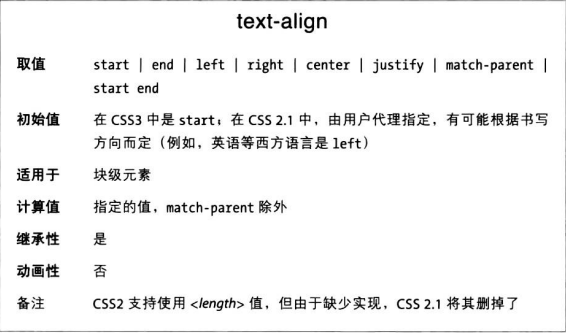 text-align
取值 start | end | left | right | center | justify | match-parent |
start end
初始值 在 CSS3 中是 start；在 CSS 2.1 中，由用户代理指定，有可能根据书写
方向而定（例如，英语等西方语言是 left）
适用于 块级元素
计算值 指定的值，match-parent 除外
继承性 是
动画性 否
备注 CSS2 支持使用 <length> 值，但由于缺少实现，CSS 2.1 将其删掉了